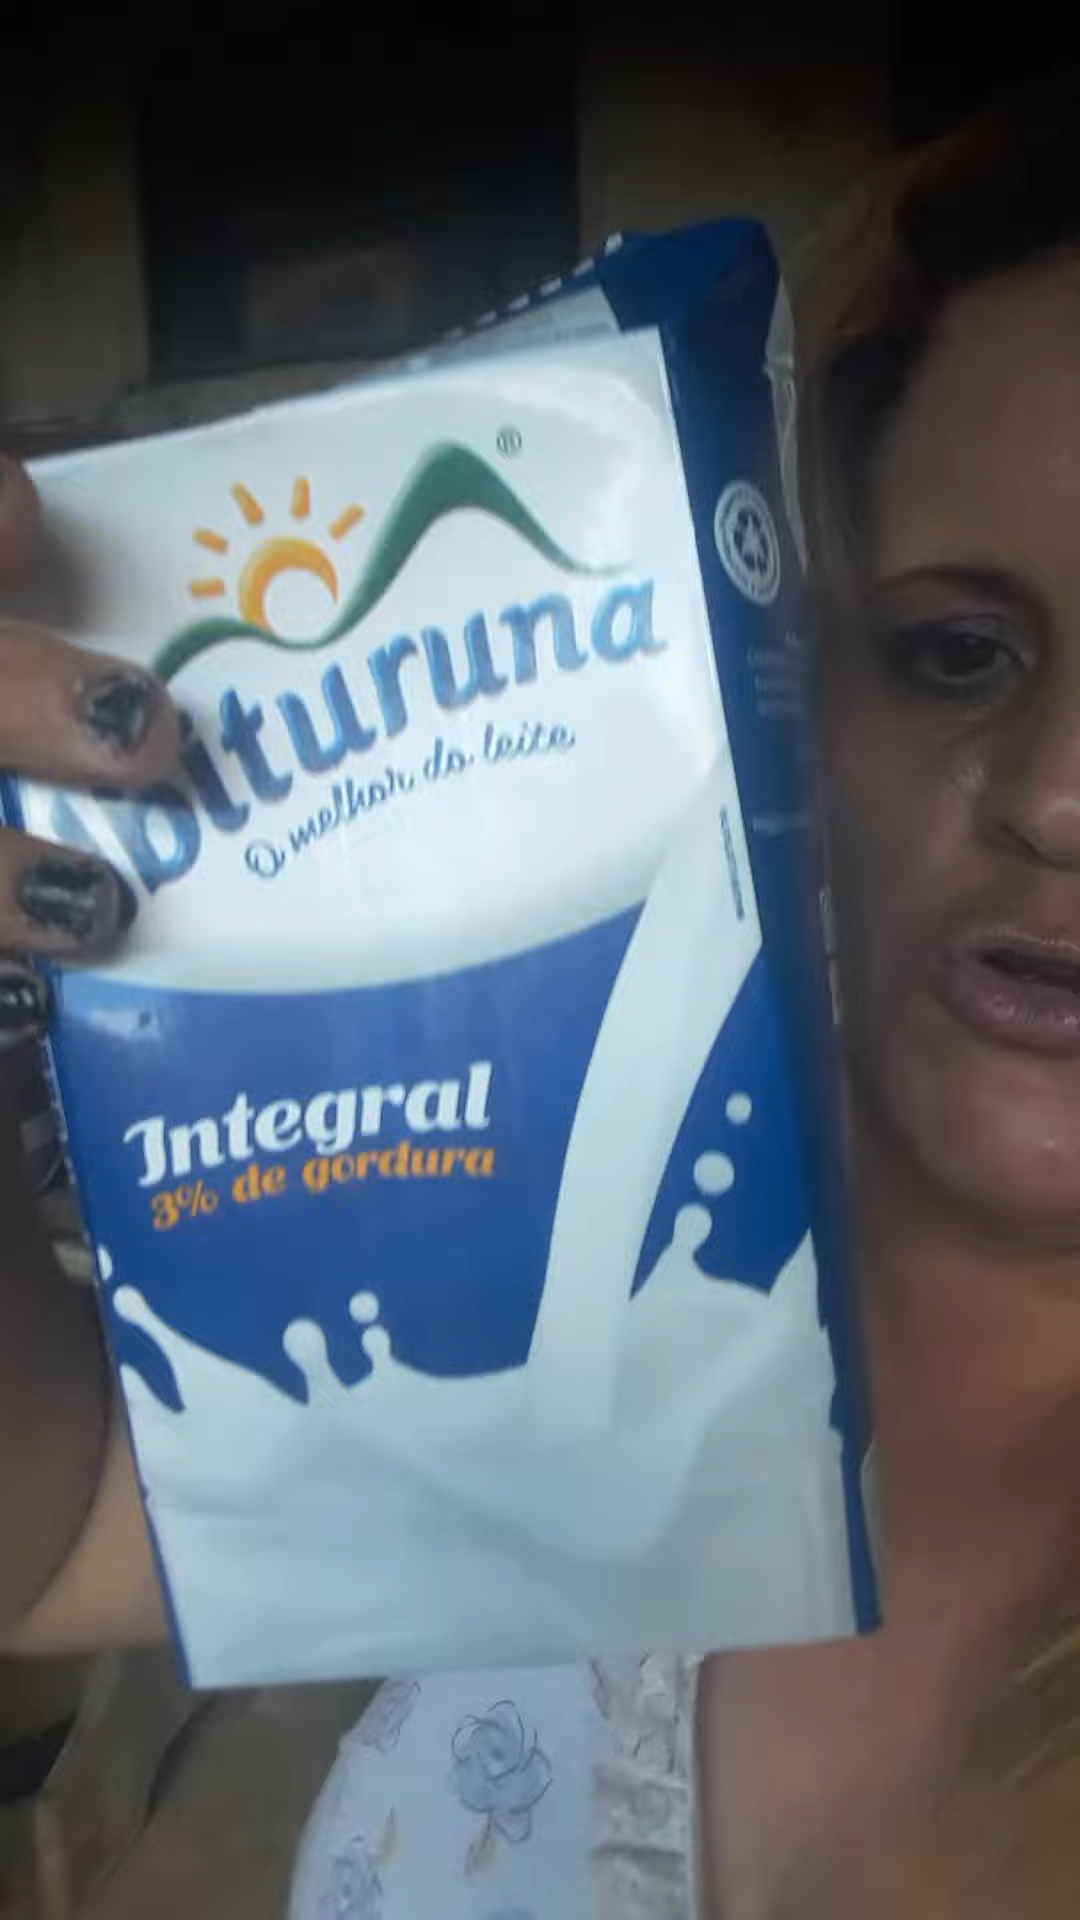 ®
bituruna
O melhor do leite
Integral
3% de gordura